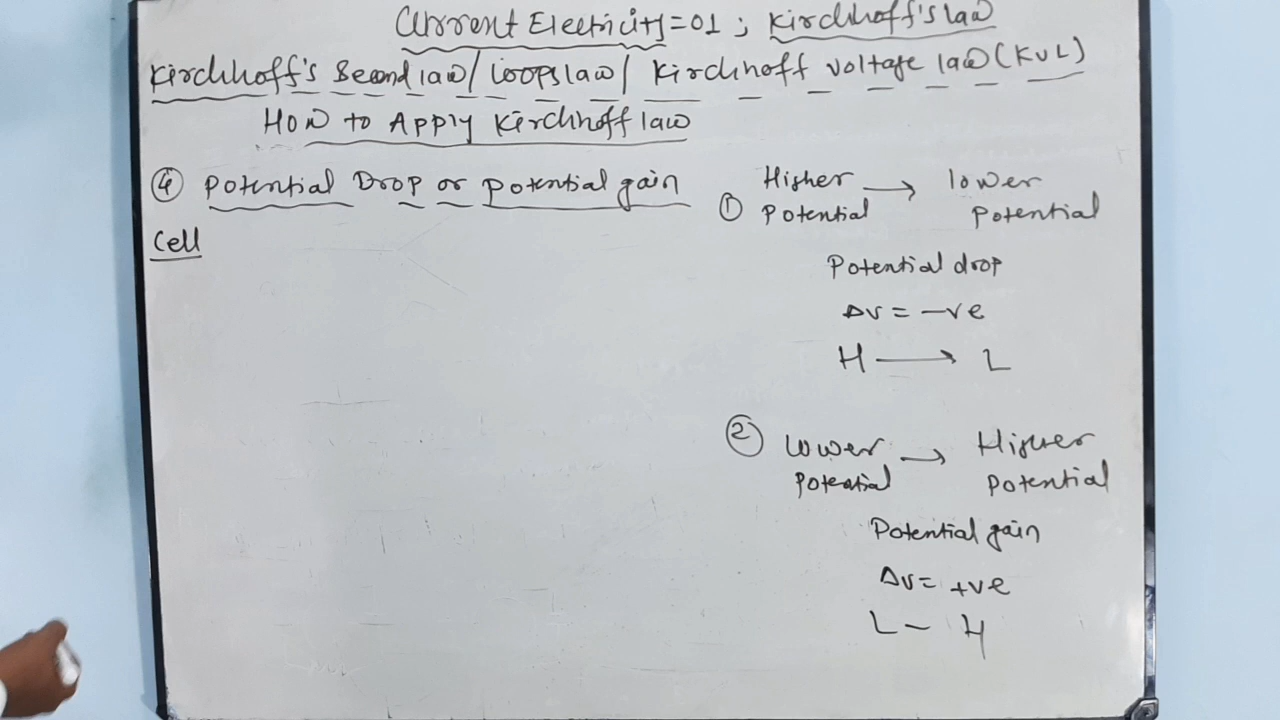 Current Electricity=01; Kirchhoff's law
Kirchhoff's Second law/ loops law/ Kirchhoff voltage law (KVL)
How to Apply Kirchhoff law
④ Potential Drop or potential gain
Cell
① Higher Potential → lower Potential
Potential drop
ΔV = -ve
H → L
② Lower Potential → Higher Potential
Potential gain
ΔV = +ve
L - H